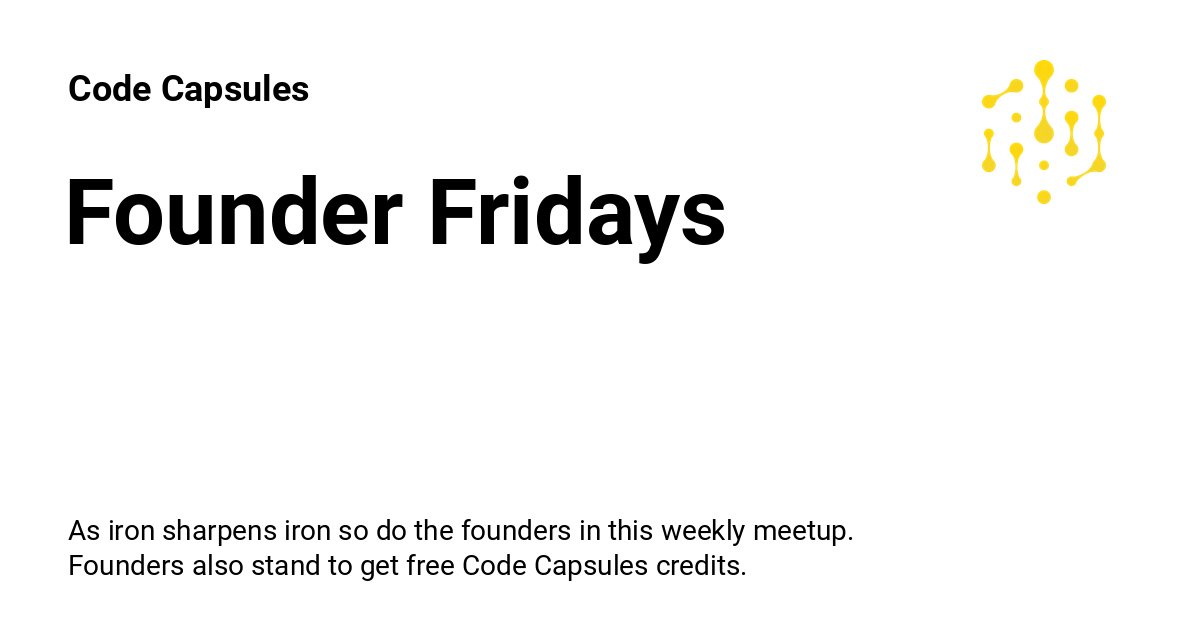 Code Capsules
Founder Fridays
As iron sharpens iron so do the founders in this weekly meetup.
Founders also stand to get free Code Capsules credits.